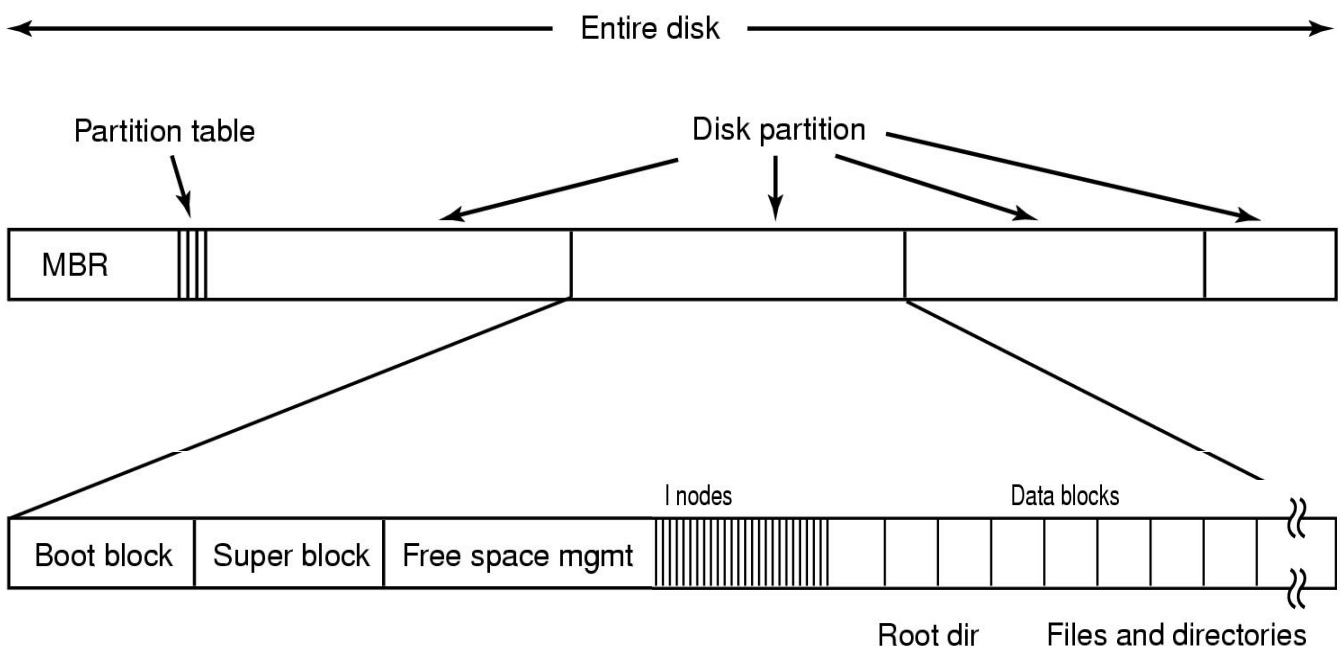 Entire disk
Partition table
Disk partition
MBR
I nodes
Data blocks
Boot block
Super block
Free space mgmt
Root dir
Files and directories